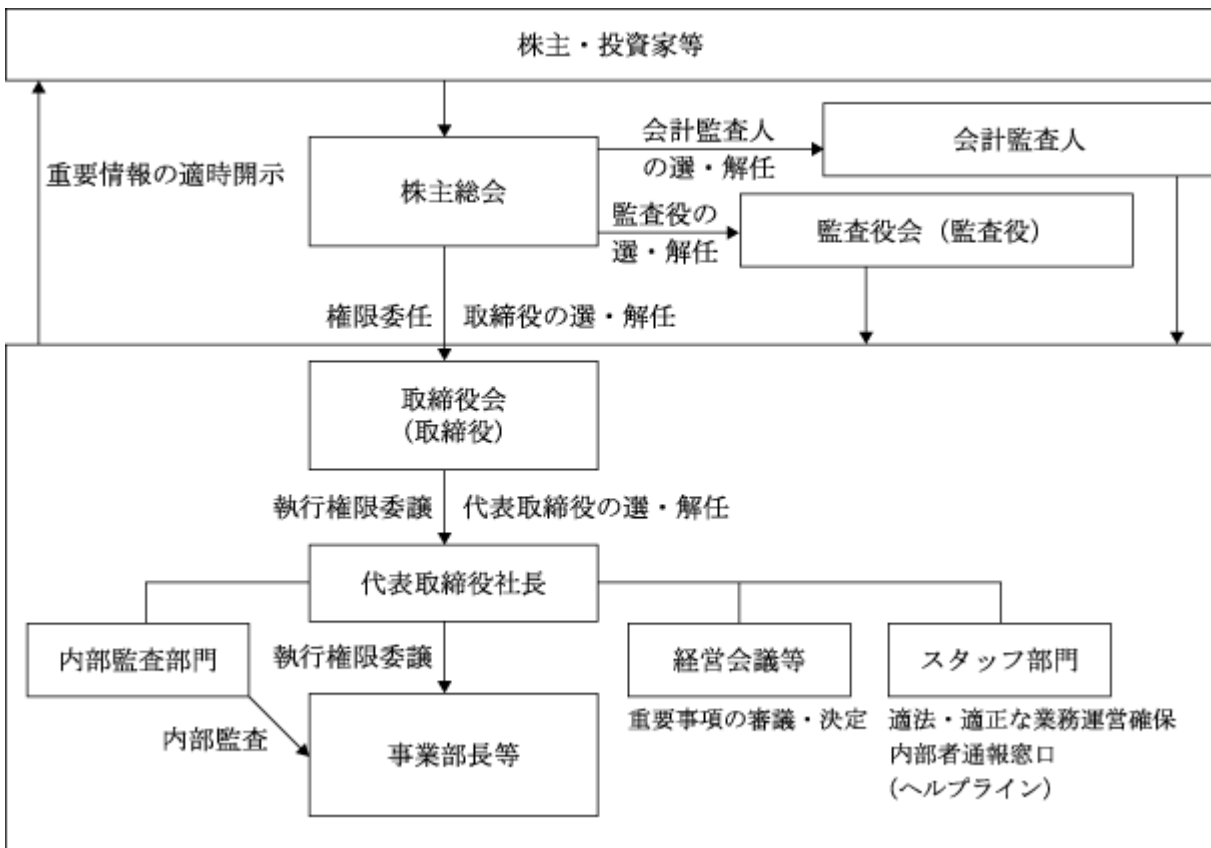 株主・投資家等
会計監査人
の選・解任
会計監査人
重要情報の適時開示
株主総会
監査役の
選・解任
監査役会（監査役）
権限委任
取締役の選・解任
取締役会
（取締役）
執行権限委譲
代表取締役の選・解任
代表取締役社長
内部監査部門
執行権限委譲
経営会議等
スタッフ部門
重要事項の審議・決定
適法・適正な業務運営確保
内部者通報窓口
（ヘルプライン）
内部監査
事業部長等